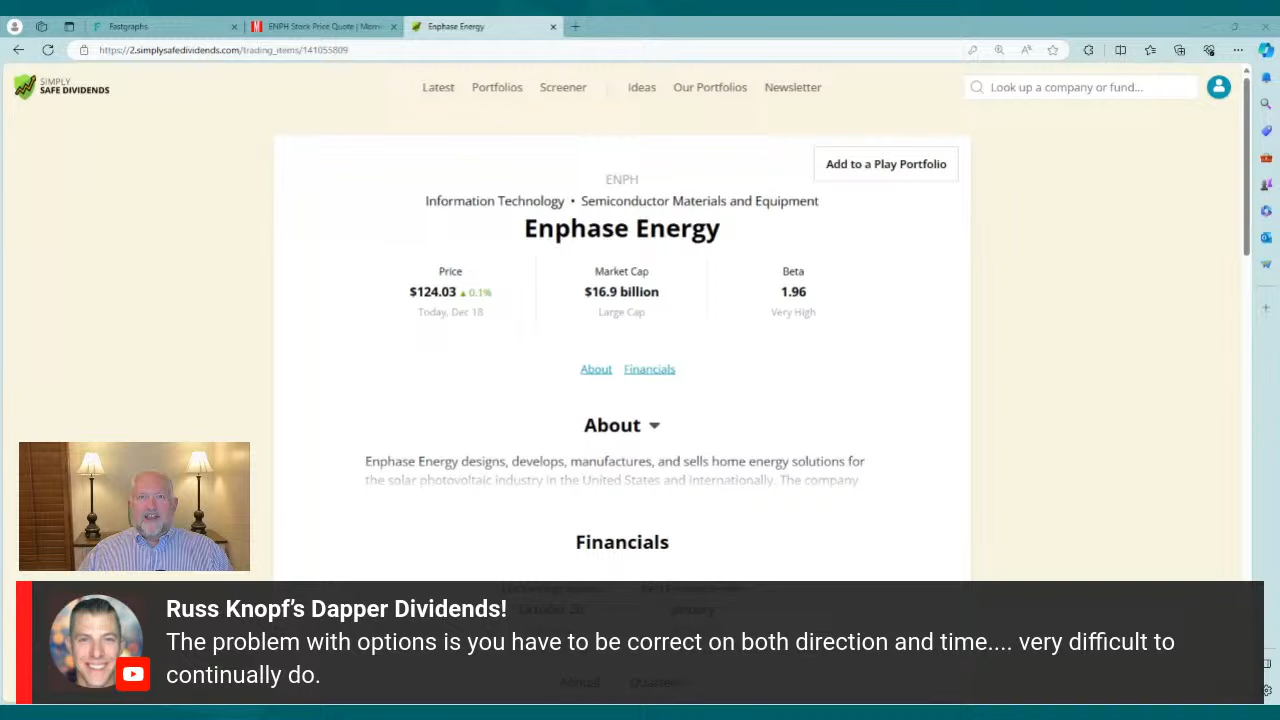 Fastgraphs
ENPH Stock Price Quote | Morni
Enphase Energy
https://2.simplysafedividends.com/trading_items/141055809
SIMPLY
SAFE DIVIDENDS
Latest
Portfolios
Screener
Ideas
Our Portfolios
Newsletter
Look up a company or fund...
Add to a Play Portfolio
ENPH
Information Technology • Semiconductor Materials and Equipment
Enphase Energy
Price
Market Cap
Beta
$124.03 ▲ 0.1%
$16.9 billion
1.96
Today, Dec 18
Large Cap
Very High
About
Financials
About
Enphase Energy designs, develops, manufactures, and sells home energy solutions for
the solar photovoltaic industry in the United States and internationally. The company
Financials
October 20
January
Russ Knopf’s Dapper Dividends!
The problem with options is you have to be correct on both direction and time.... very difficult to
continually do.
Annual